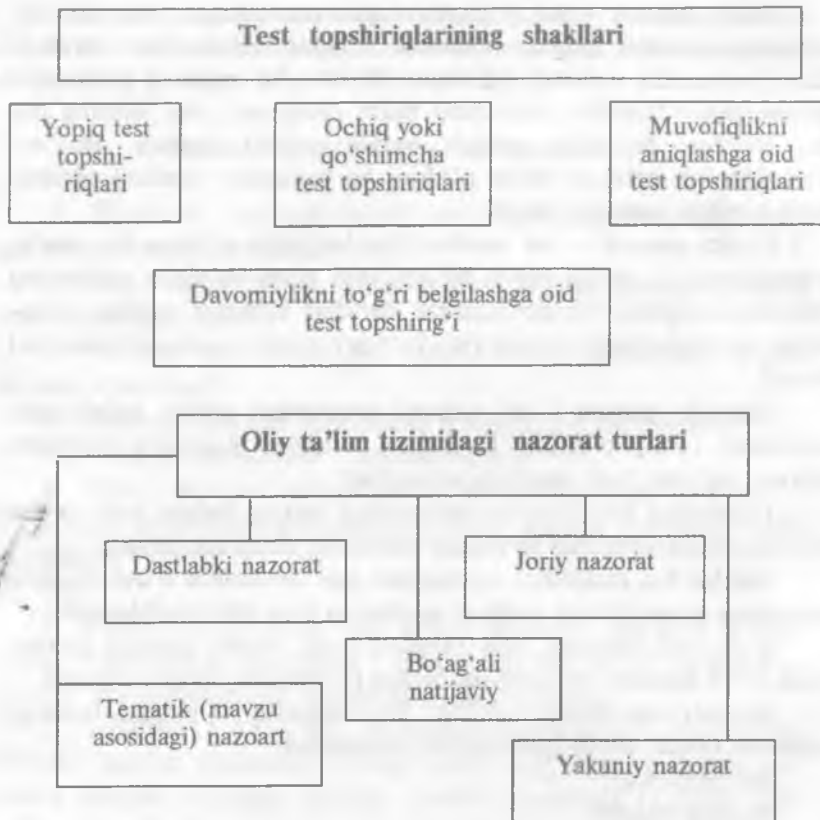 Test topshiriqlarining shakllari
Yopiq test
topshi-
riqlari
Ochiq yoki
qo'shimcha
test topshiriqlari
Muvofiqlikni
aniqlashga oid
test topshiriqlari
Davomiylikni to'g'ri belgilashga oid
test topshirig'i
Oliy ta'lim tizimidagi nazorat turlari
Dastlabki nazorat
Joriy nazorat
Bo'ag'ali
natijaviy
Tematik (mavzu
asosidagi) nazoart
Yakuniy nazorat